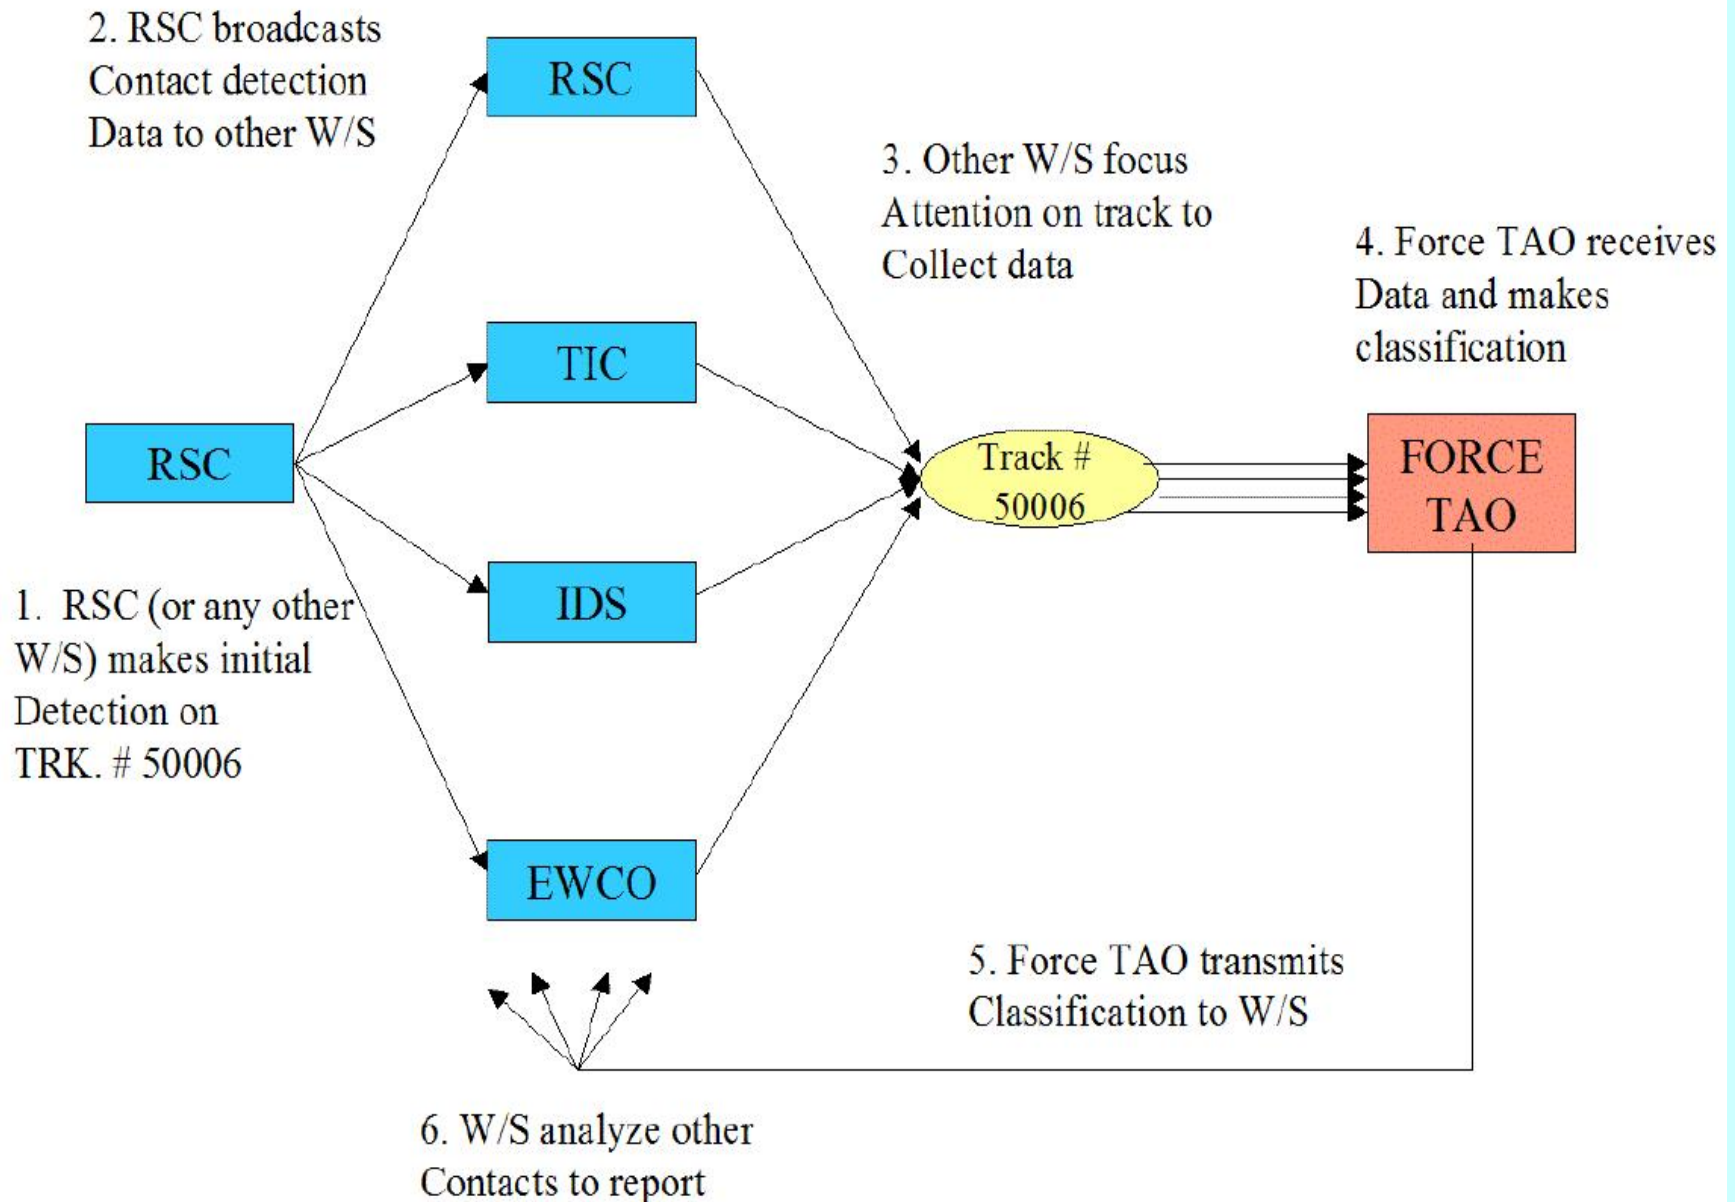 2. RSC broadcasts
Contact detection
Data to other W/S
RSC
3. Other W/S focus
Attention on track to
Collect data
4. Force TAO receives
Data and makes
classification
TIC
RSC
Track #
50006
FORCE
TAO
IDS
1. RSC (or any other
W/S) makes initial
Detection on
TRK. # 50006
EWCO
5. Force TAO transmits
Classification to W/S
6. W/S analyze other
Contacts to report